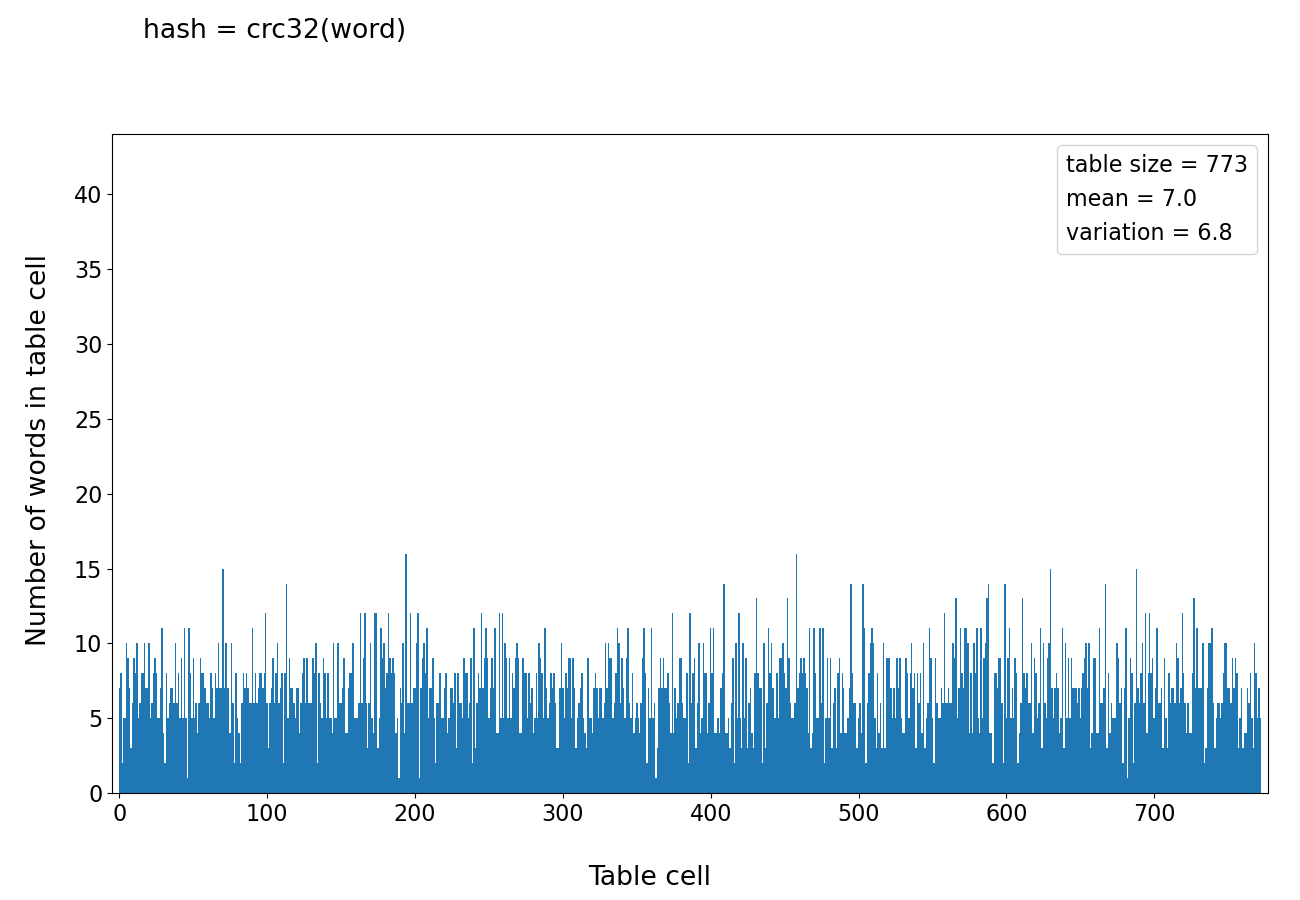 hash = crc32(word)
table size = 773
mean = 7.0
variation = 6.8
Number of words in table cell
40
35
30
25
20
15
10
5
0
0 100 200 300 400 500 600 700
Table cell